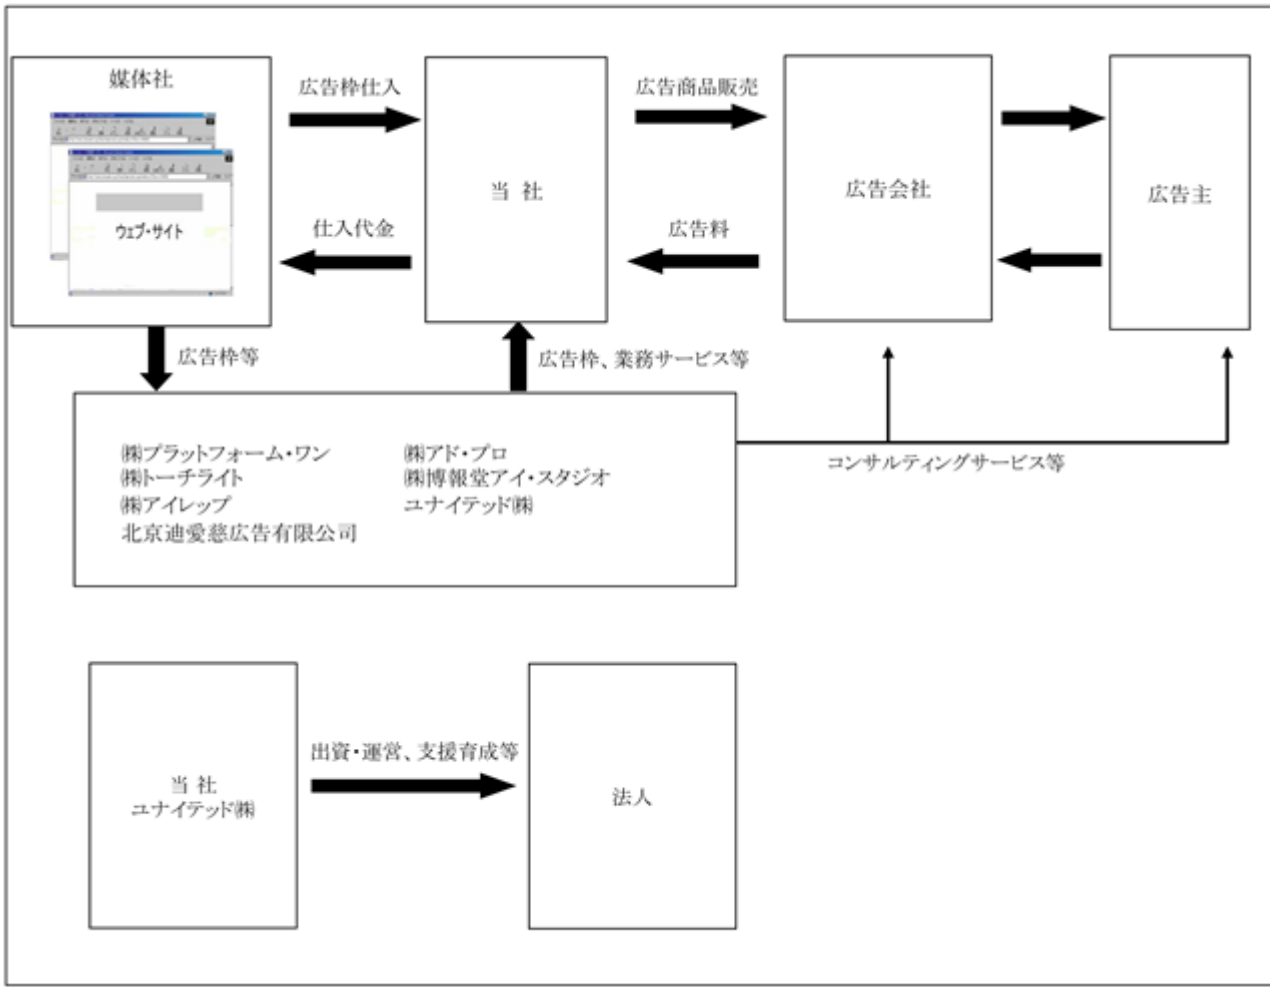 媒体社
ウェブ・サイト
広告枠仕入
仕入代金
当 社
広告商品販売
広告料
広告会社
広告主
広告枠等
広告枠、業務サービス等
㈱プラットフォーム・ワン
㈱トーチライト
㈱アイレップ
北京迪愛慈広告有限公司
㈱アド・プロ
㈱博報堂アイ・スタジオ
ユナイテッド㈱
コンサルティングサービス等
当 社
ユナイテッド㈱
出資・運営、支援育成等
法人